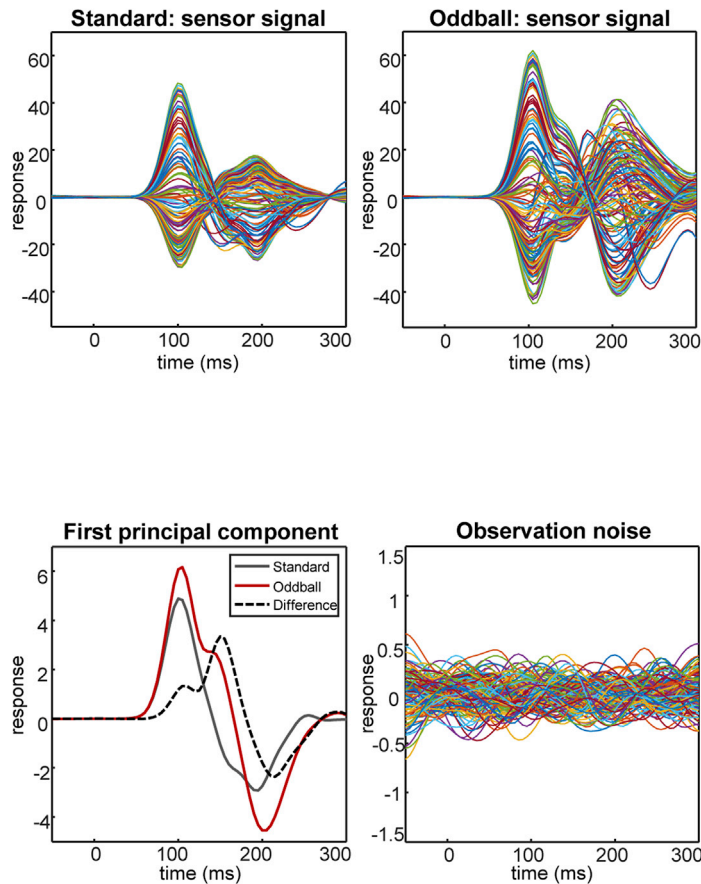 Standard: sensor signal
60
40
20
0
-20
-40
response
0
100
200
300
time (ms)
Oddball: sensor signal
60
40
20
0
-20
-40
response
0
100
200
300
time (ms)
First principal component
6
4
2
0
-2
-4
response
Standard
Oddball
Difference
0
100
200
300
time (ms)
Observation noise
1.5
1
0.5
0
-0.5
-1
-1.5
response
0
100
200
300
time (ms)